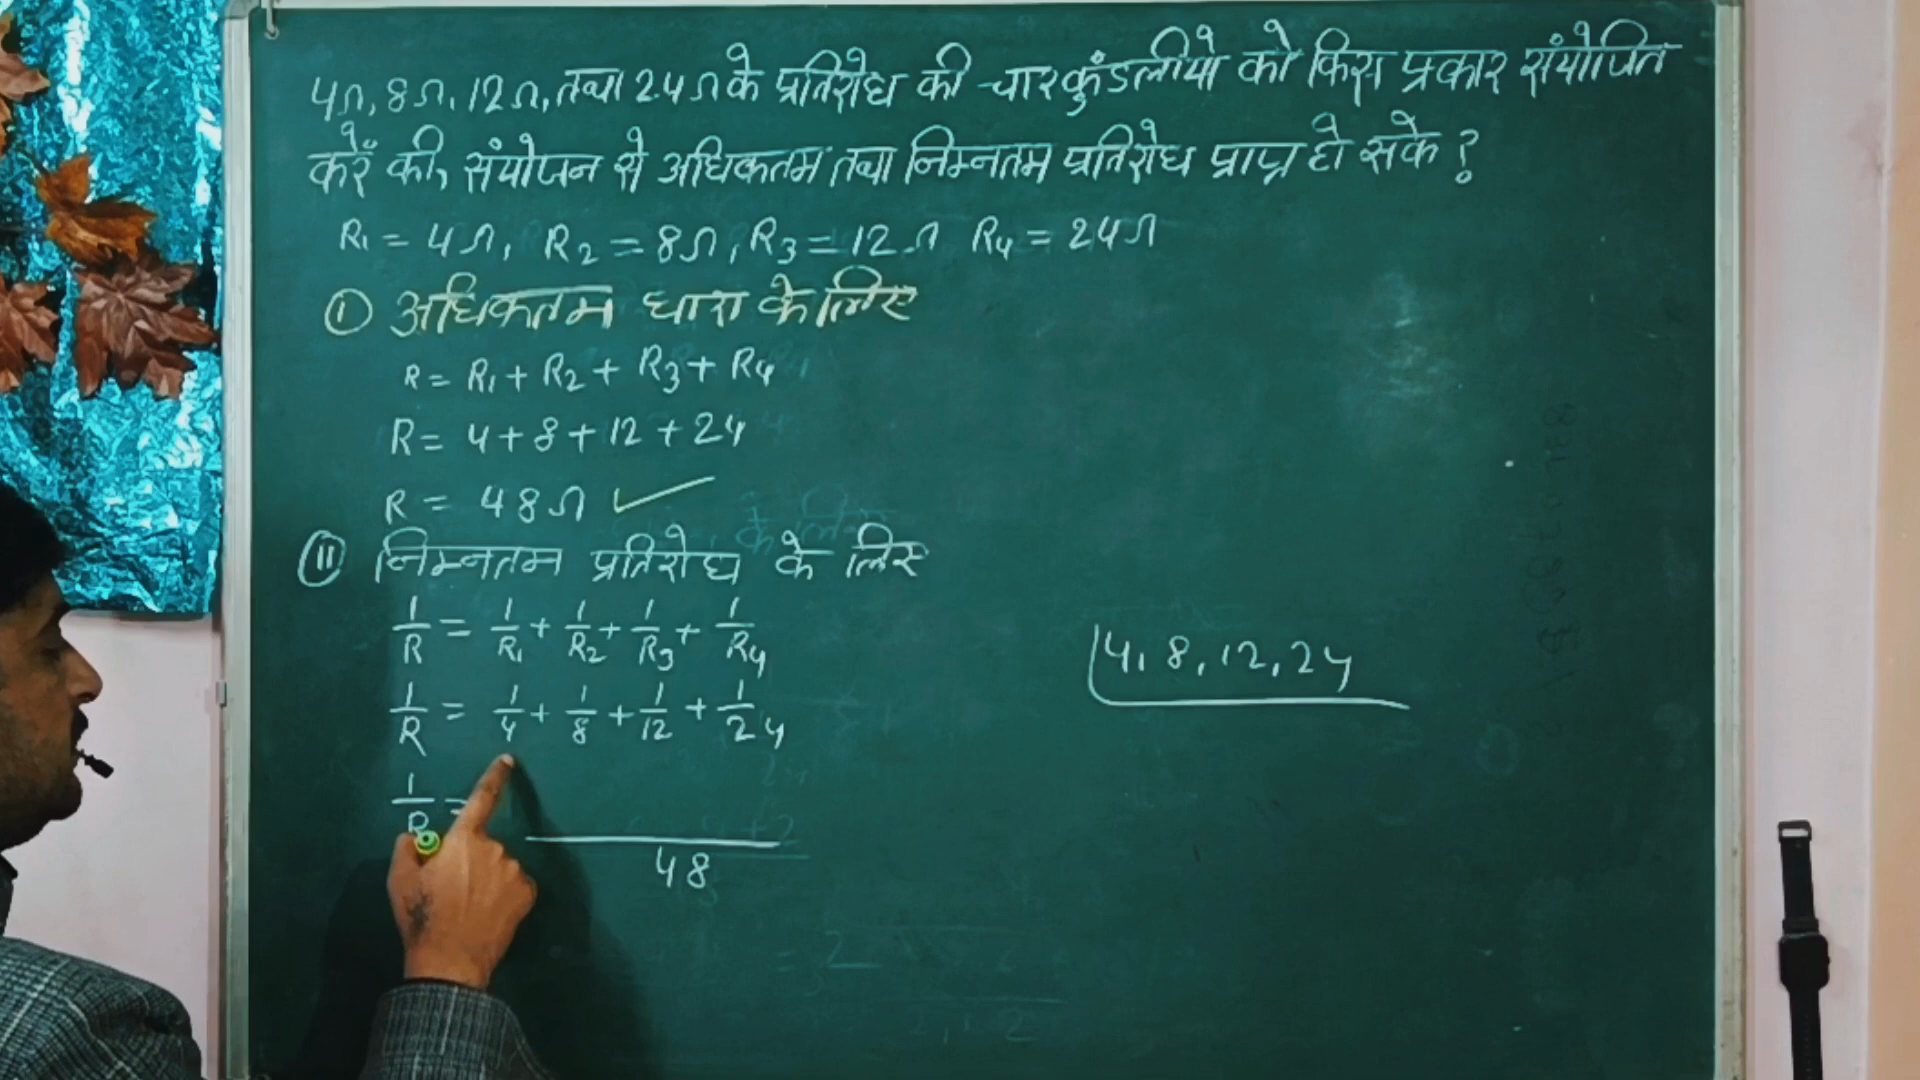 4Ω, 8Ω, 12Ω, तथा 24Ω के प्रतिरोध की चार कुंडलीयो को किस प्रकार संयोजित
करें की, संयोजन से अधिकतम तथा निम्नतम प्रतिरोध प्राप्त हो सके ?
R₁ = 4Ω, R₂ = 8Ω, R₃ = 12Ω R₄ = 24Ω
① अधिकतम धारा के लिए
R = R₁ + R₂ + R₃ + R₄
R = 4 + 8 + 12 + 24
R = 48Ω ✓
Ⓘ Ⓘ निम्नतम प्रतिरोध के लिए
1/R = 1/R₁ + 1/R₂ + 1/R₃ + 1/R₄
1/R = 1/4 + 1/8 + 1/12 + 1/24
1/R =
48
4, 8, 12, 24